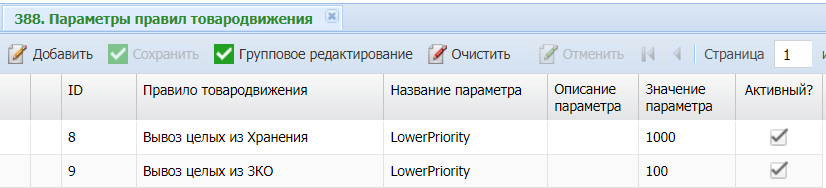 388. Параметры правил товародвижения
Добавить Сохранить Групповое редактирование Очистить Отменить Страница 1
ID Правило товародвижения Название параметра Описание параметра Значение параметра Активный?
8 Вывоз целых из Хранения LowerPriority 1000
9 Вывоз целых из ЗКО LowerPriority 100